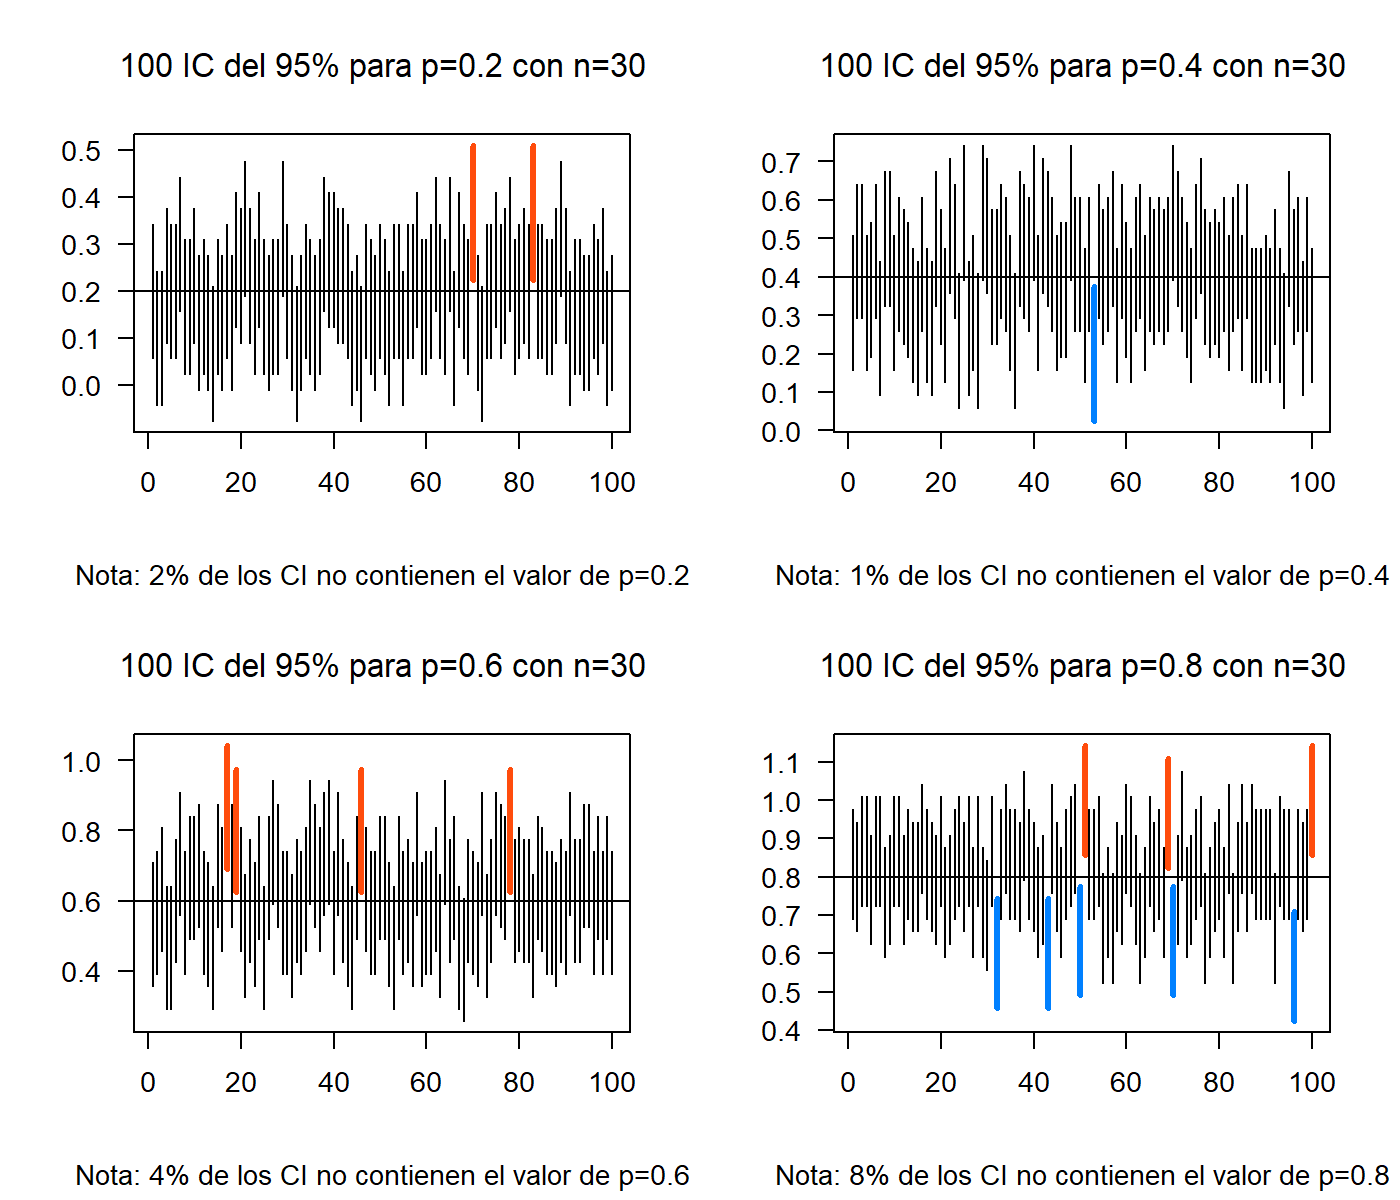 100 IC del 95% para p=0.2 con n=30
0.5
0.4
0.3
0.2
0.1
0.0
0 20 40 60 80 100
Nota: 2% de los CI no contienen el valor de p=0.2
100 IC del 95% para p=0.4 con n=30
0.7
0.6
0.5
0.4
0.3
0.2
0.1
0.0
0 20 40 60 80 100
Nota: 1% de los CI no contienen el valor de p=0.4
100 IC del 95% para p=0.6 con n=30
1.0
0.8
0.6
0.4
0 20 40 60 80 100
Nota: 4% de los CI no contienen el valor de p=0.6
100 IC del 95% para p=0.8 con n=30
1.1
1.0
0.9
0.8
0.7
0.6
0.5
0.4
0 20 40 60 80 100
Nota: 8% de los CI no contienen el valor de p=0.8